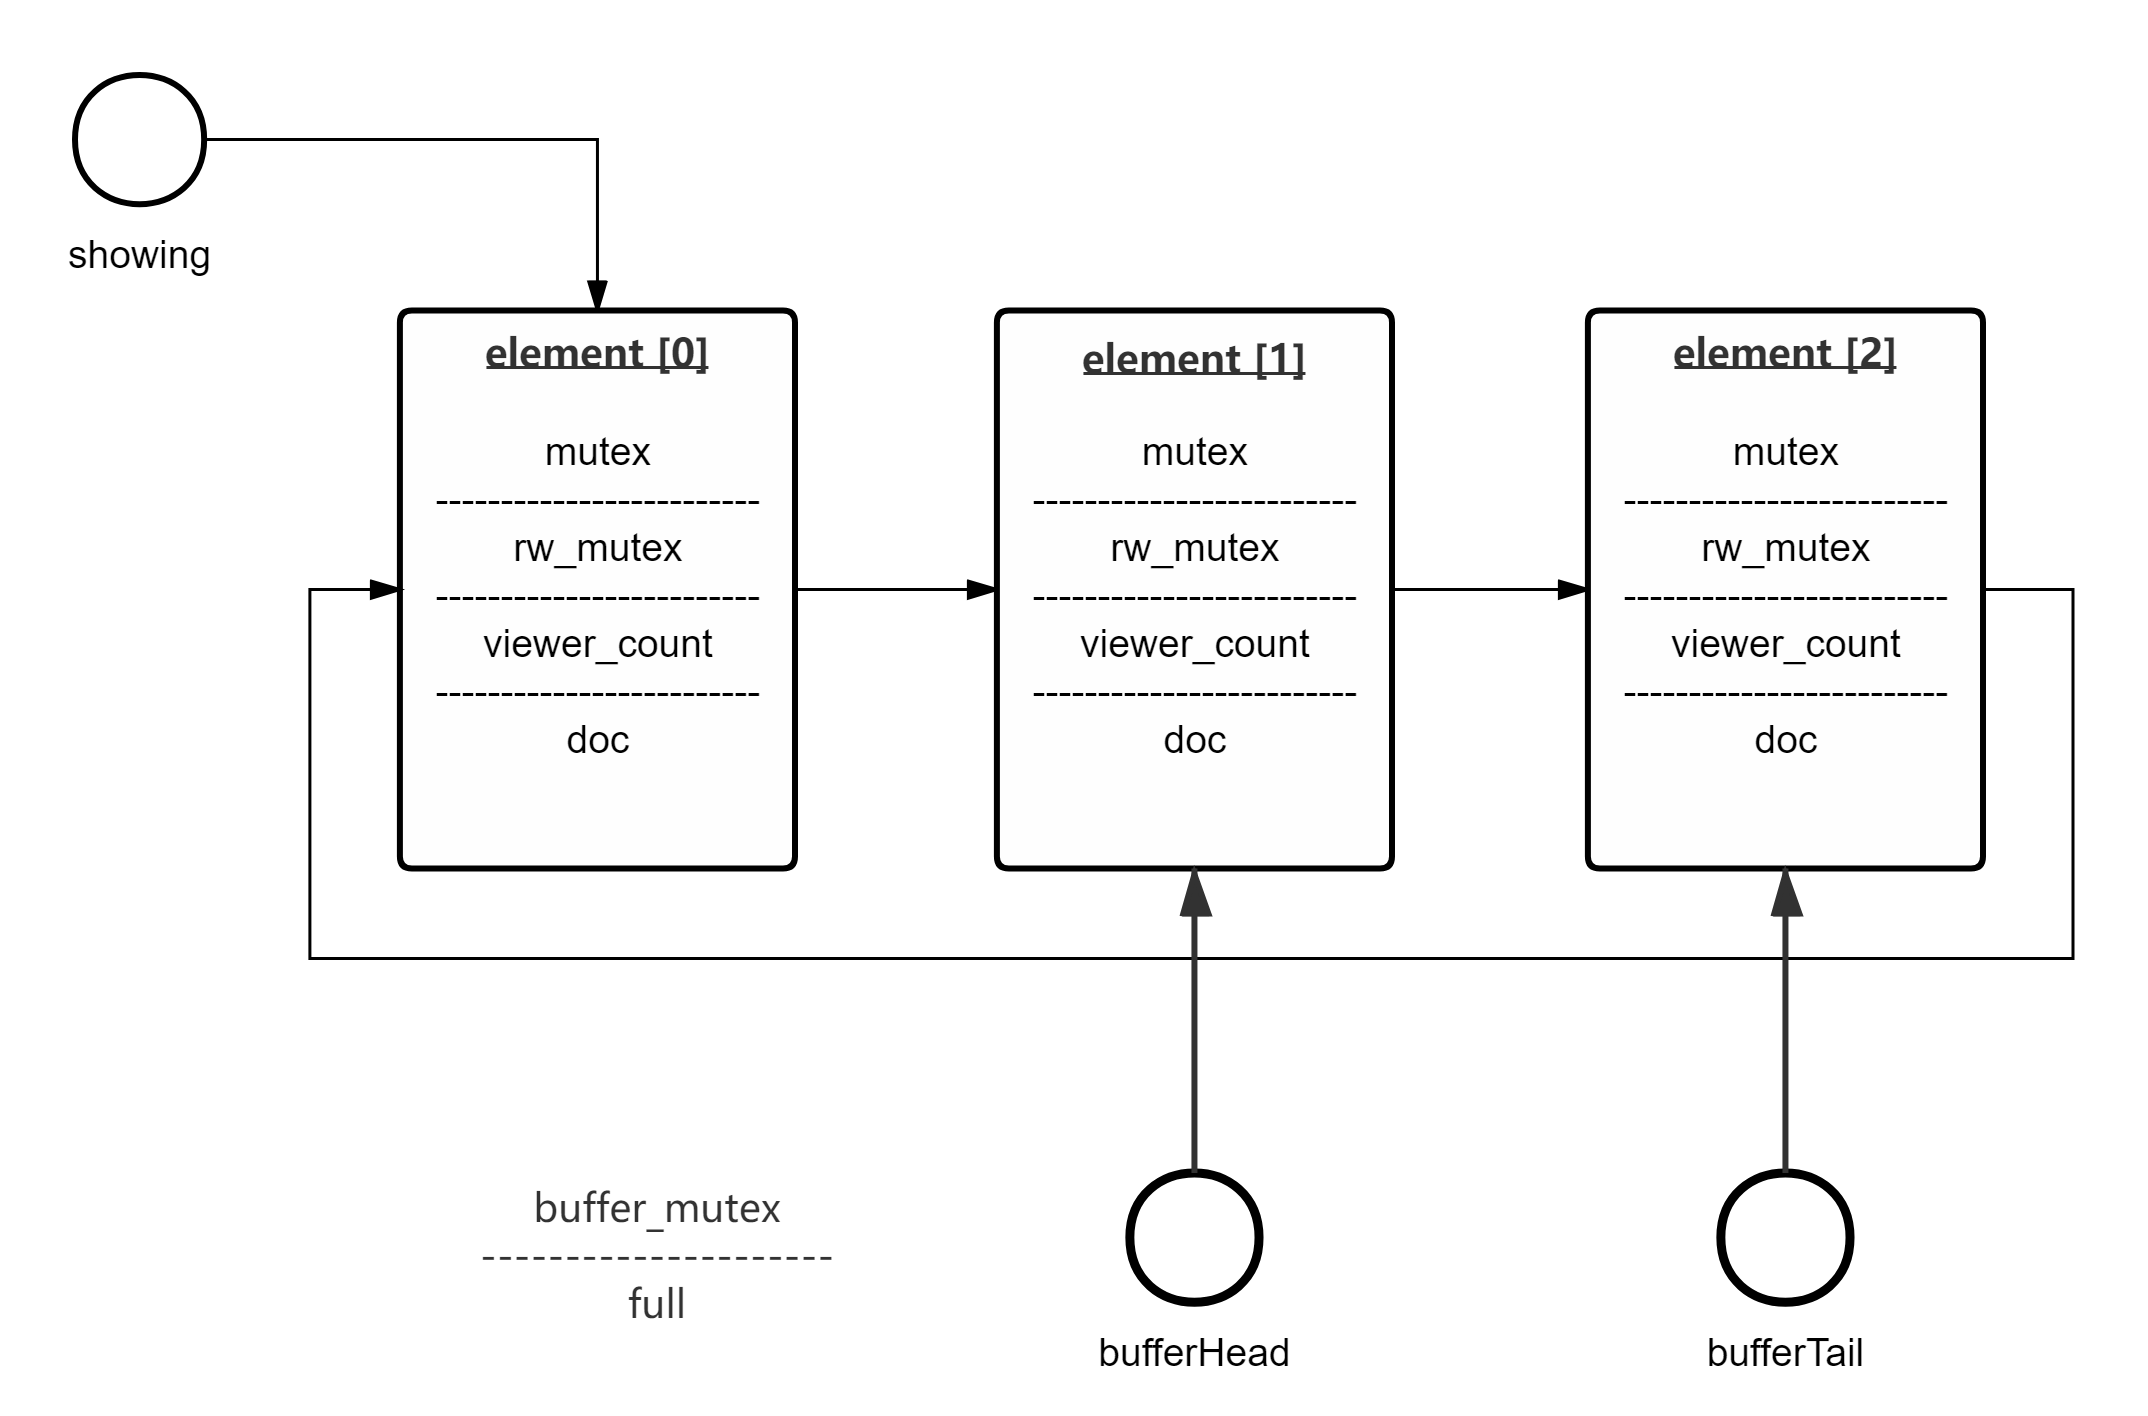 showing
element [0]
mutex
rw_mutex
viewer_count
doc
element [1]
mutex
rw_mutex
viewer_count
doc
element [2]
mutex
rw_mutex
viewer_count
doc
buffer_mutex
full
bufferHead
bufferTail